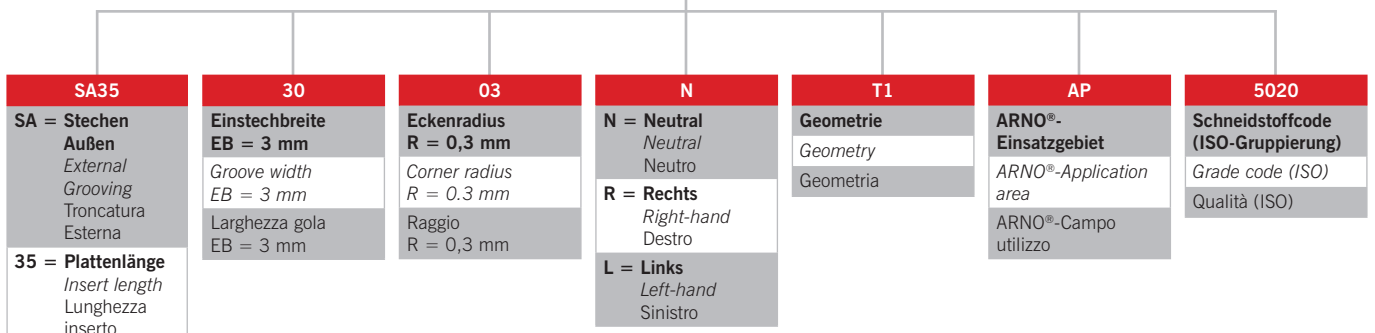 SA35
SA = Stechen
Außen
External
Grooving
Troncatura
Esterna
35 = Plattenlänge
Insert length
Lunghezza
inserto
30
Einstechbreite
EB = 3 mm
Groove width
EB = 3 mm
Larghezza gola
EB = 3 mm
03
Eckenradius
R = 0,3 mm
Corner radius
R = 0.3 mm
Raggio
R = 0,3 mm
N
N = Neutral
Neutral
Neutro
R = Rechts
Right-hand
Destro
L = Links
Left-hand
Sinistro
T1
Geometrie
Geometry
Geometria
AP
ARNO®-
Einsatzgebiet
ARNO®-Application
area
ARNO®-Campo
utilizzo
5020
Schneidstoffcode
(ISO-Gruppierung)
Grade code (ISO)
Qualità (ISO)